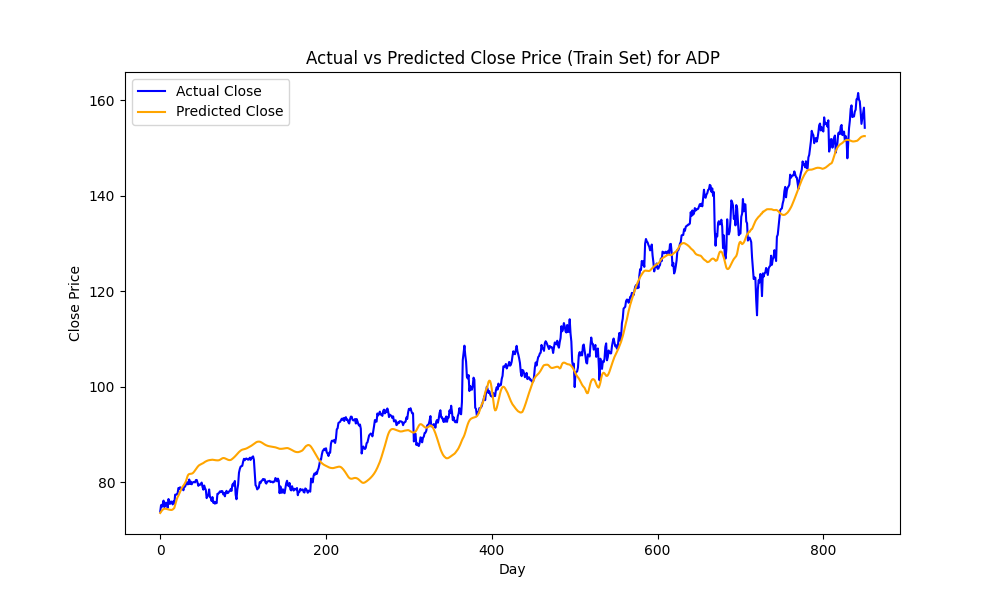 Actual vs Predicted Close Price (Train Set) for ADP
Actual Close
Predicted Close
Close Price
160
140
120
100
80
0 200 400 600 800
Day